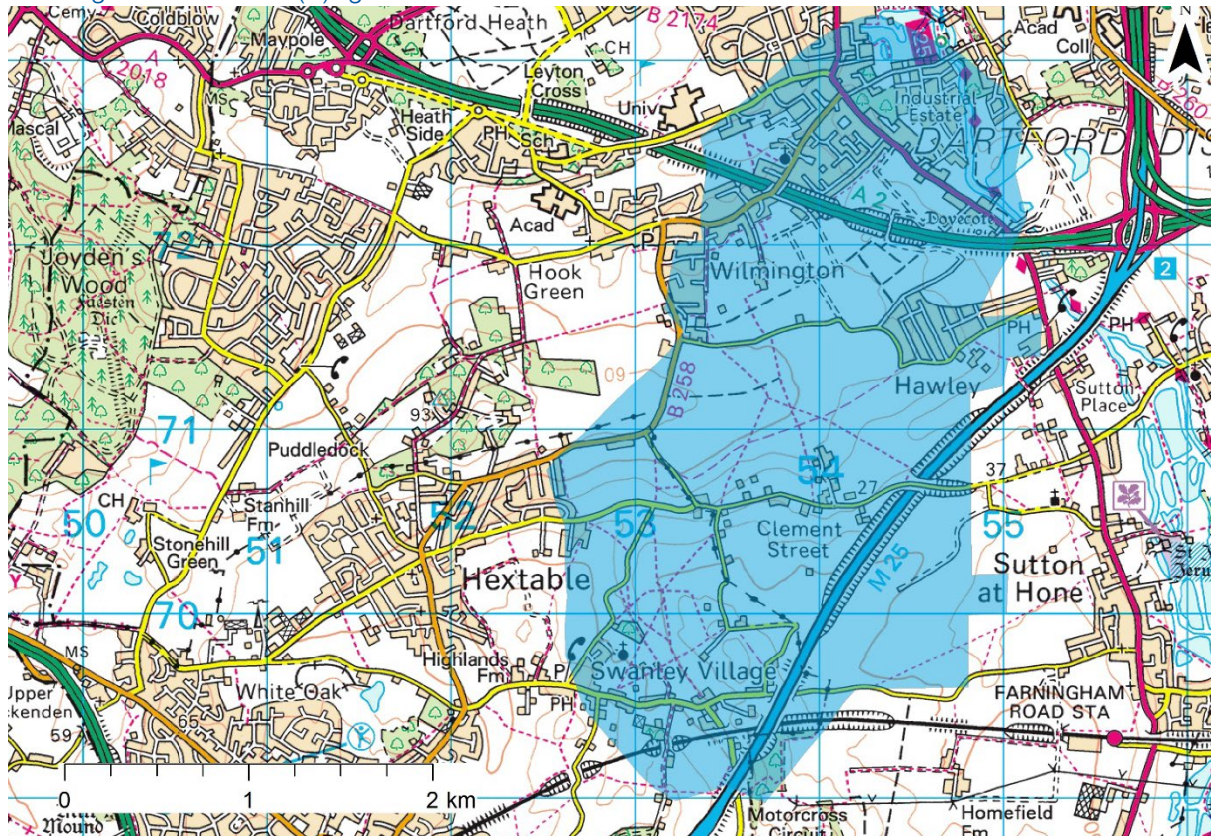 Cemy
Coldblow
Dartford Heath
B 2174
Acad
Coll
N
Maypole
CH
A
2018
Leyton
Cross
B 260
MS
Univ
Industrial
Estate
Heath
Side
PH
Sch
DARTFORD
A 2
Dovecote
Acad
P
72
Joyden's
Wood
Hook
Green
Wilmington
2
PH
PH
09
Hawley
B 258
Sutton
Place
93
71
Puddledock
54
37
27
CH
Stanhill
Fm
52
50
51
53
Clement
Street
55
Stonehill
Green
P
Hextable
M 25
Sutton
at Hone
70
MS
Highlands
Fm
P
Swanley Village
White Oak
PH
FARNINGHAM
ROAD STA
65
59
0
1
2 km
Mound
Motorcross
Circuit
Homefield
Fm